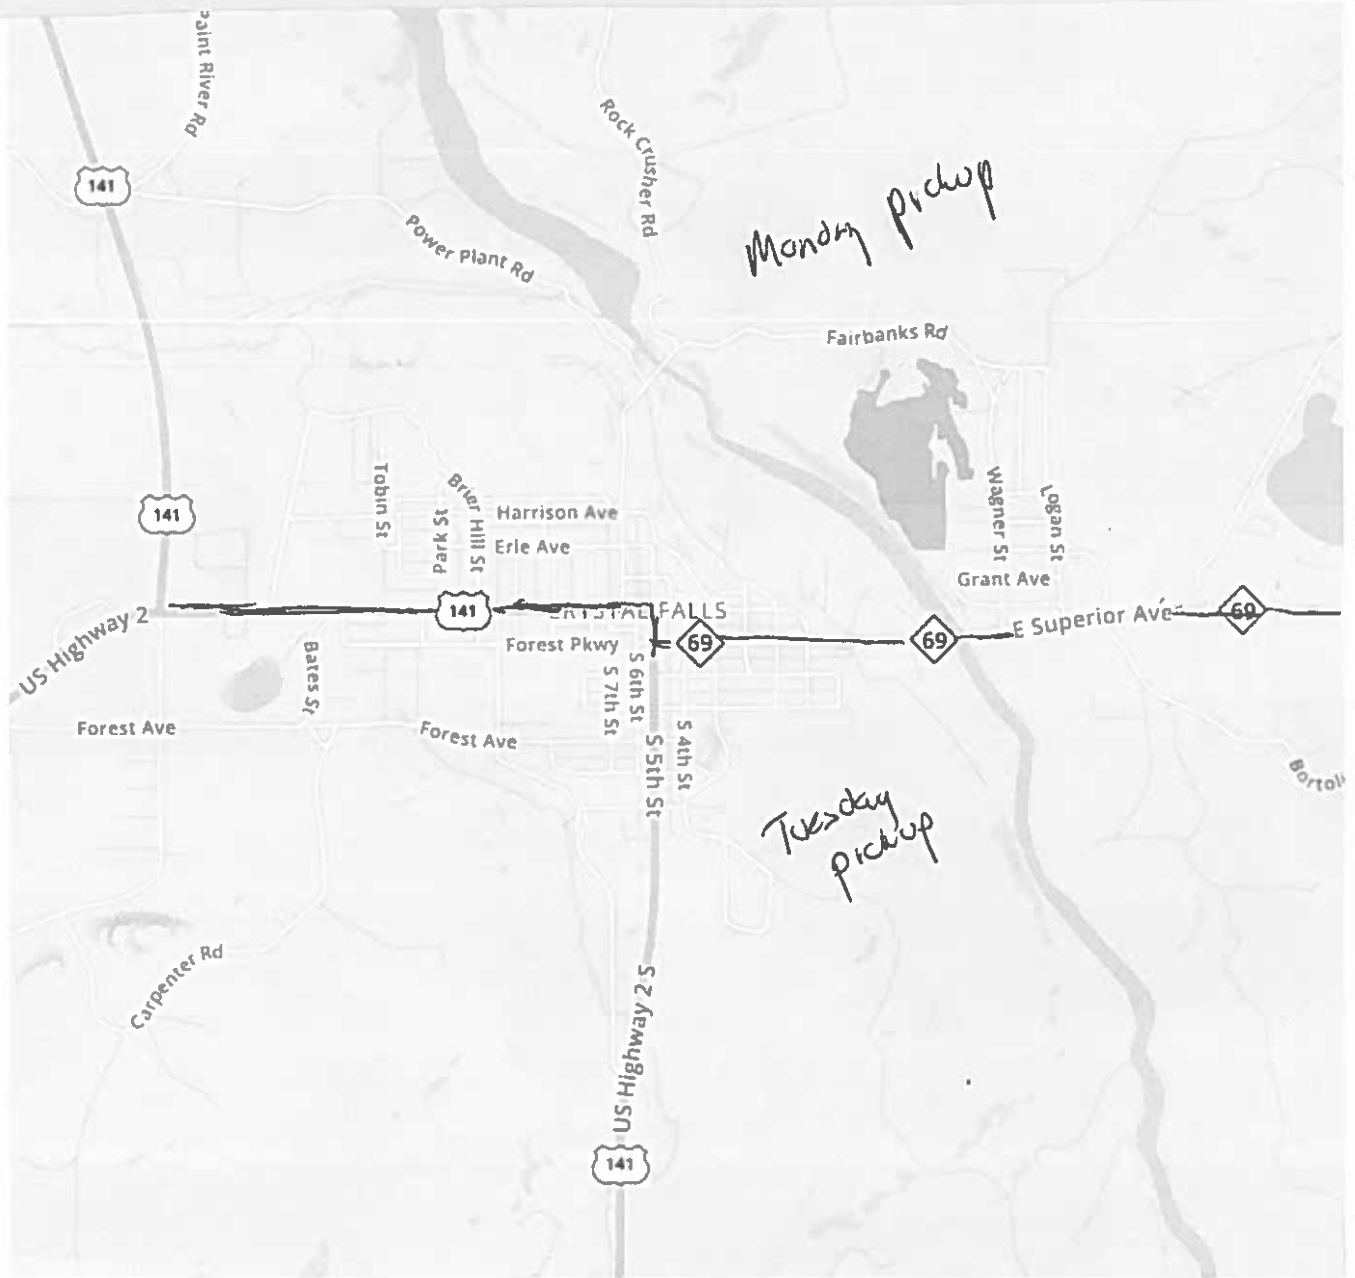 Paint River Rd
141
Rock Crusher Rd
Monday pickup
Power Plant Rd
Fairbanks Rd
141
Tobin St
Brier Hill St
Park St
Harrison Ave
Erie Ave
Wagner St
Logan St
Grant Ave
US Highway 2
141
CRYSTAL FALLS
69
69
E Superior Ave
69
Forest Pkwy
Bates St
S 7th St
S 6th St
Forest Ave
Forest Ave
S 5th St
S 4th St
Bortoli
Tuesday
pickup
Carpenter Rd
US Highway 2 S
141